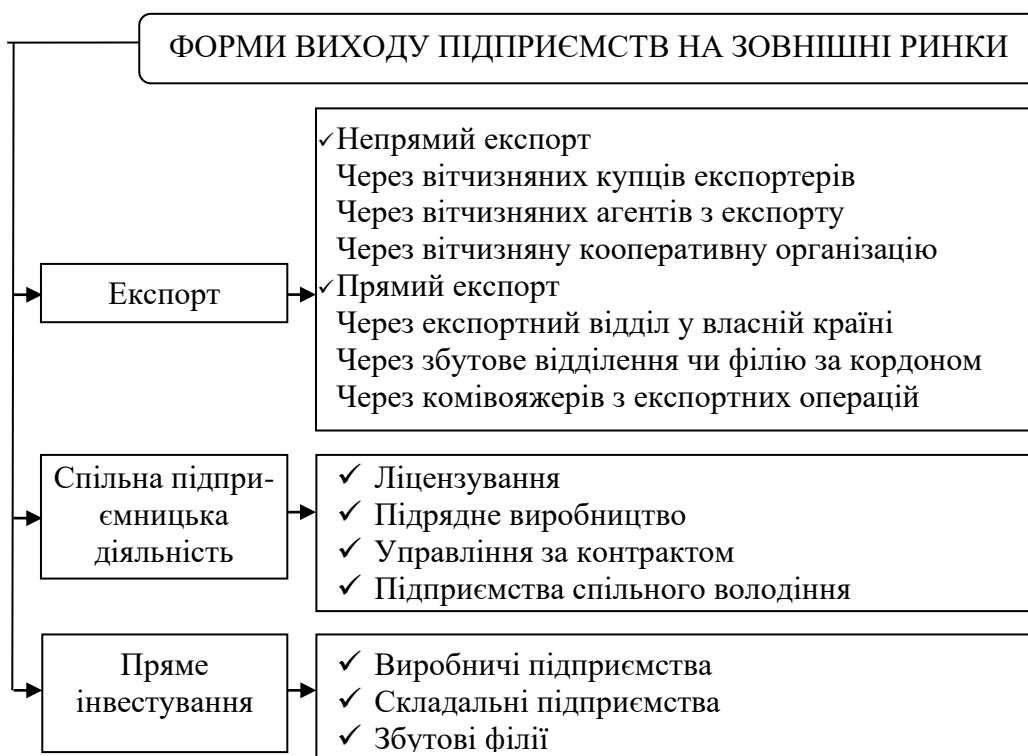 ФОРМИ ВИХОДУ ПІДПРИЄМСТВ НА ЗОВНІШНІ РИНКИ
Експорт
✓Непрямий експорт
Через вітчизняних купців експортерів
Через вітчизняних агентів з експорту
Через вітчизняну кооперативну організацію
✓Прямий експорт
Через експортний відділ у власній країні
Через збутове відділення чи філію за кордоном
Через комівояжерів з експортних операцій
Спільна підпри-
ємницька
діяльність
✓ Ліцензування
✓ Підрядне виробництво
✓ Управління за контрактом
✓ Підприємства спільного володіння
Пряме
інвестування
✓ Виробничі підприємства
✓ Складальні підприємства
✓ Збутові філії